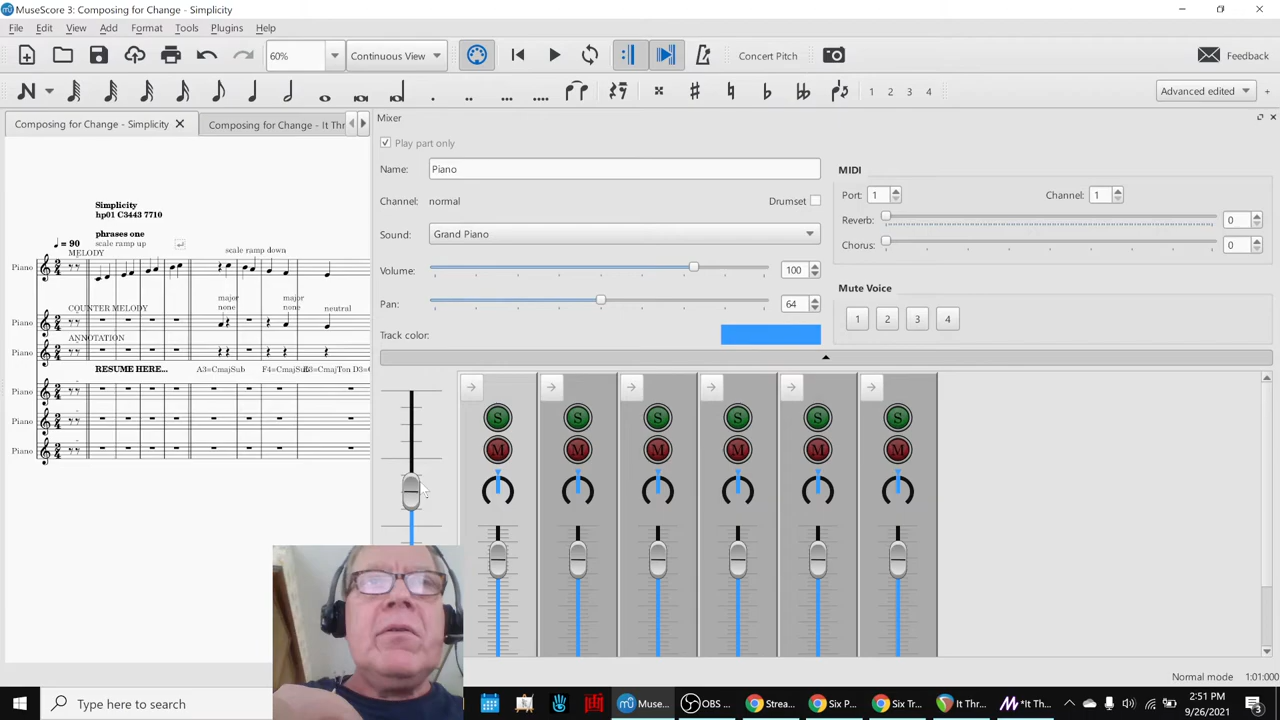 MuseScore 3: Composing for Change - Simplicity
File Edit View Add Format Tools Plugins Help
60% Continuous View Concert Pitch Feedback
1 2 3 4 Advanced edited +
Composing for Change - Simplicity Composing for Change - It Thr
Mixer
Play part only
Name: Piano
MIDI
Channel: normal Drumset
Port: 1 Channel: 1
Sound: Grand Piano
Reverb: 0
Chorus: 0
Volume: 100
Mute Voice
Pan: 64
1 2 3 4
Track color:
Simplicity
hp01 C3443 7710
phrases one
scale ramp up
= 90
MELODY
scale ramp down
Piano
COUNTER MELODY
major
none
major
none
neutral
Piano
ANNOTATION
Piano
RESUME HERE... A3=CmajSub
Piano
Piano
Piano
S S S S S S
M M M M M M
Normal mode 1:01:000
Type here to search
Muse... OBS ... Strea... Six P... Six Tr... It Thr... *It Th...
2:51 PM
9/26/2021
3